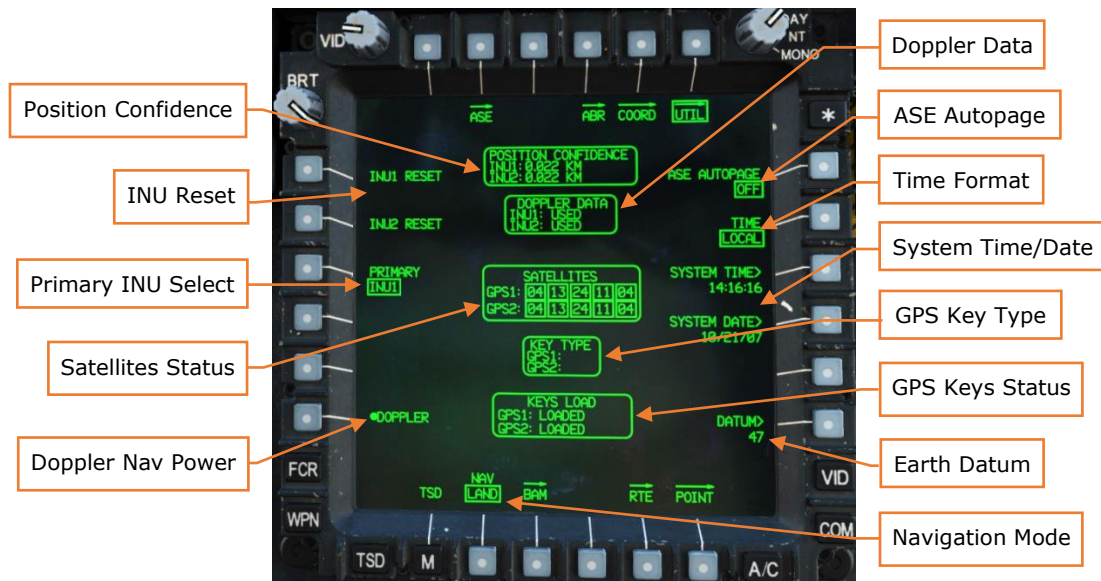 VID
DAY
NT
MONO
BRT
*
ASE
ABR
COORD
UTIL
Doppler Data
Position Confidence
POSITION CONFIDENCE
INU1:0.022 KM
INU2:0.022 KM
ASE Autopage
INU1 RESET
ASE AUTOPAGE
OFF
INU Reset
DOPPLER DATA
INU1: USED
INU2: USED
Time Format
INU2 RESET
TIME
LOCAL
System Time/Date
Primary INU Select
PRIMARY
INU1
SATELLITES
GPS1: 04 13 24 11 04
GPS2: 04 13 24 11 04
SYSTEM TIME>
14:16:16
GPS Key Type
SYSTEM DATE>
10/21/07
Satellites Status
KEY TYPE
GPS1:
GPS2:
GPS Keys Status
KEYS LOAD
GPS1: LOADED
GPS2: LOADED
DOPPLER
DATUM>
47
Doppler Nav Power
Earth Datum
FCR
VID
NAV
TSD
LAND
BAM
RTE
POINT
Navigation Mode
WPN
COM
TSD
M
A/C